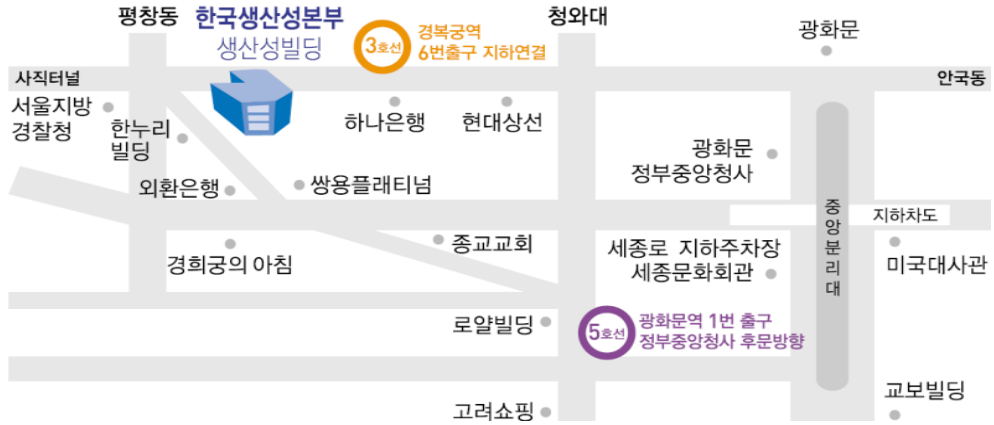 평창동
한국생산성본부
생산성빌딩
3호선
경복궁역
6번출구 지하연결
청와대
광화문
사직터널
안국동
서울지방
경찰청
한누리
빌딩
하나은행
현대상선
광화문
정부중앙청사
외환은행
쌍용플래티넘
중앙분리대
지하차도
경희궁의 아침
종교교회
세종로 지하주차장
세종문화회관
미국대사관
로얄빌딩
5호선
광화문역 1번 출구
정부중앙청사 후문방향
고려쇼핑
교보빌딩